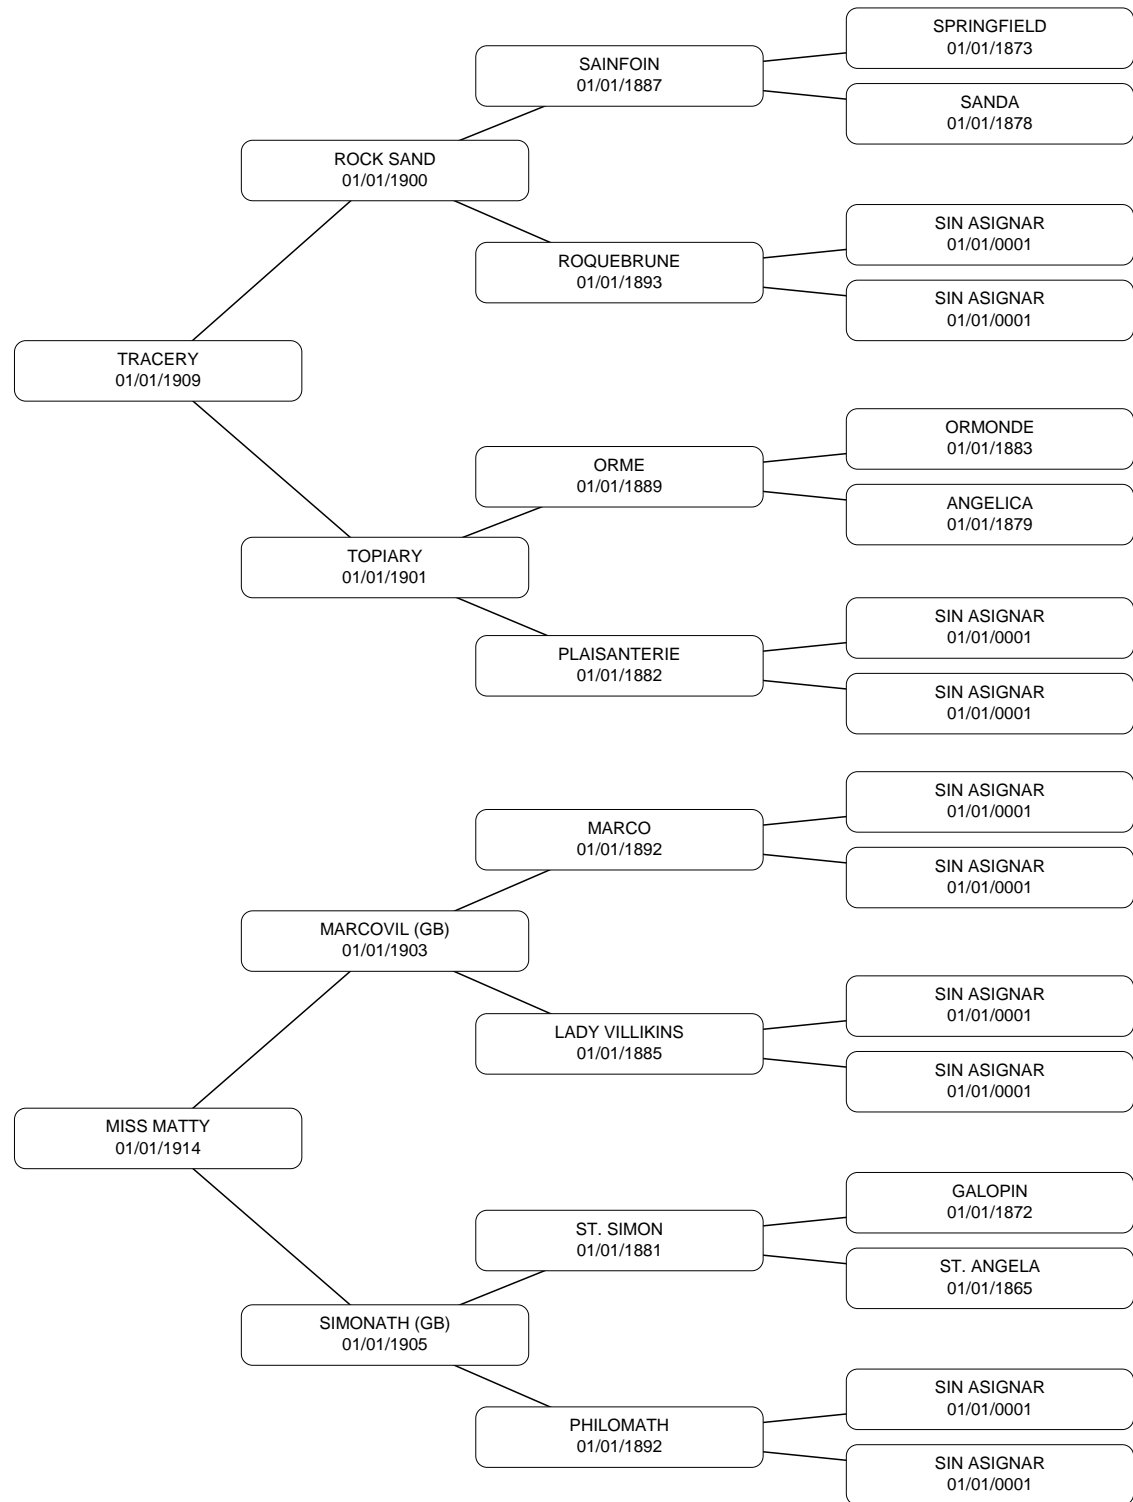 SPRINGFIELD
01/01/1873
SAINFOIN
01/01/1887
SANDA
01/01/1878
ROCK SAND
01/01/1900
SIN ASIGNAR
01/01/0001
ROQUEBRUNE
01/01/1893
SIN ASIGNAR
01/01/0001
TRACERY
01/01/1909
ORMONDE
01/01/1883
ORME
01/01/1889
ANGELICA
01/01/1879
TOPIARY
01/01/1901
SIN ASIGNAR
01/01/0001
PLAISANTERIE
01/01/1882
SIN ASIGNAR
01/01/0001
SIN ASIGNAR
01/01/0001
MARCO
01/01/1892
SIN ASIGNAR
01/01/0001
MARCOVIL (GB)
01/01/1903
SIN ASIGNAR
01/01/0001
LADY VILLIKINS
01/01/1885
SIN ASIGNAR
01/01/0001
MISS MATTY
01/01/1914
GALOPIN
01/01/1872
ST. SIMON
01/01/1881
ST. ANGELA
01/01/1865
SIMONATH (GB)
01/01/1905
SIN ASIGNAR
01/01/0001
PHILOMATH
01/01/1892
SIN ASIGNAR
01/01/0001